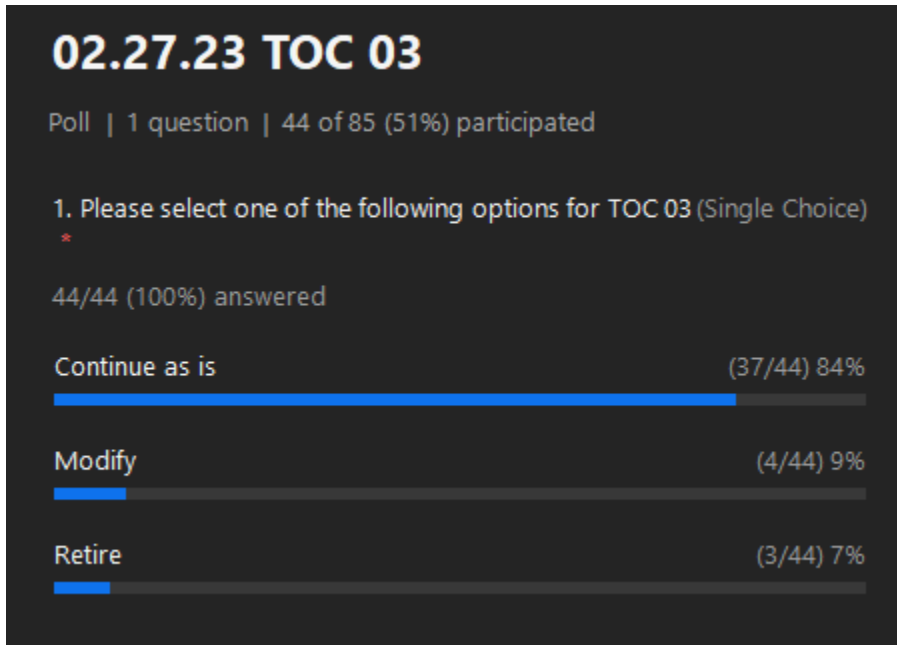 02.27.23 TOC 03
Poll | 1 question | 44 of 85 (51%) participated
1. Please select one of the following options for TOC 03 (Single Choice)
*
44/44 (100%) answered
Continue as is (37/44) 84%
Modify (4/44) 9%
Retire (3/44) 7%